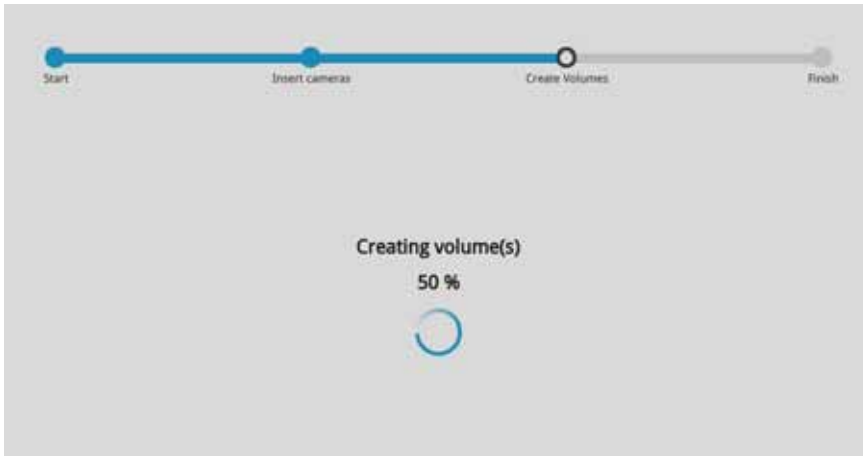 Start
Insert cameras
Create Volumes
Finish
Creating volume(s)
50 %